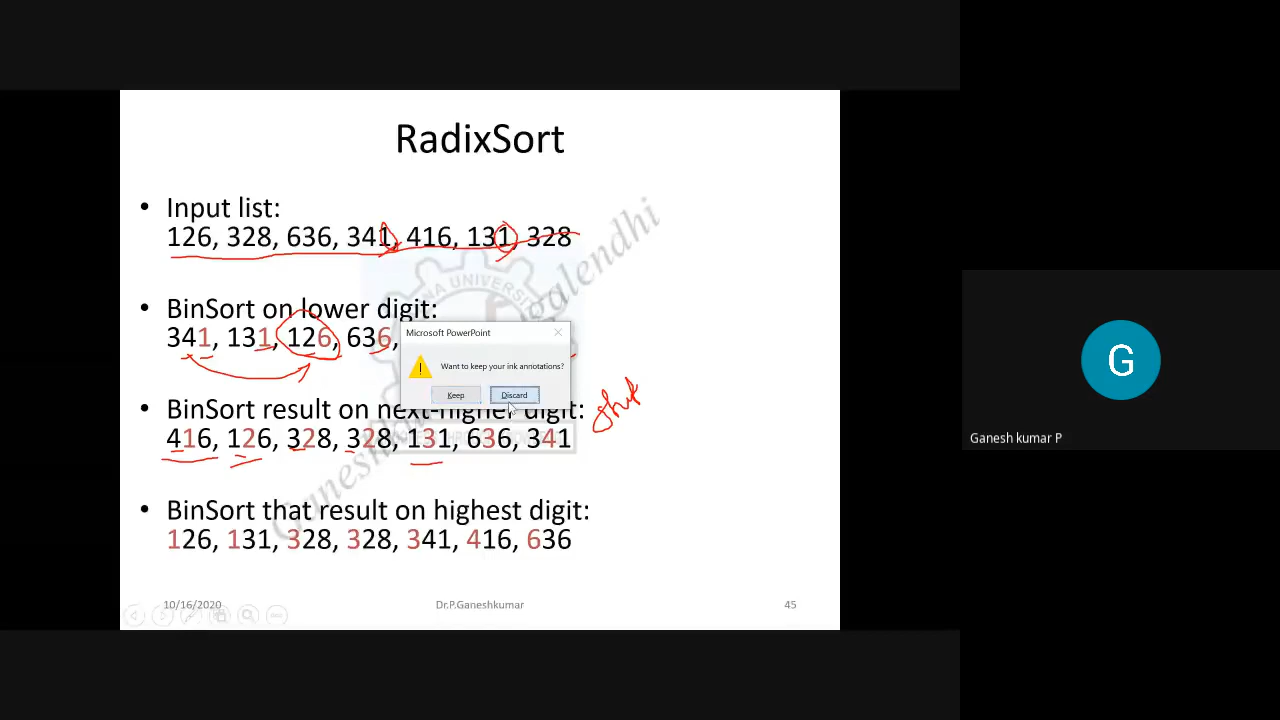 RadixSort
• Input list:
126, 328, 636, 341, 416, 131, 328
• BinSort on lower digit:
341, 131, 126, 636,
Microsoft PowerPoint
Want to keep your ink annotations?
Keep Discard
• BinSort result on next-higher digit:
416, 126, 328, 328, 131, 636, 341
• BinSort that result on highest digit:
126, 131, 328, 328, 341, 416, 636
10/16/2020 Dr.P.Ganeshkumar 45
G
Ganesh kumar P